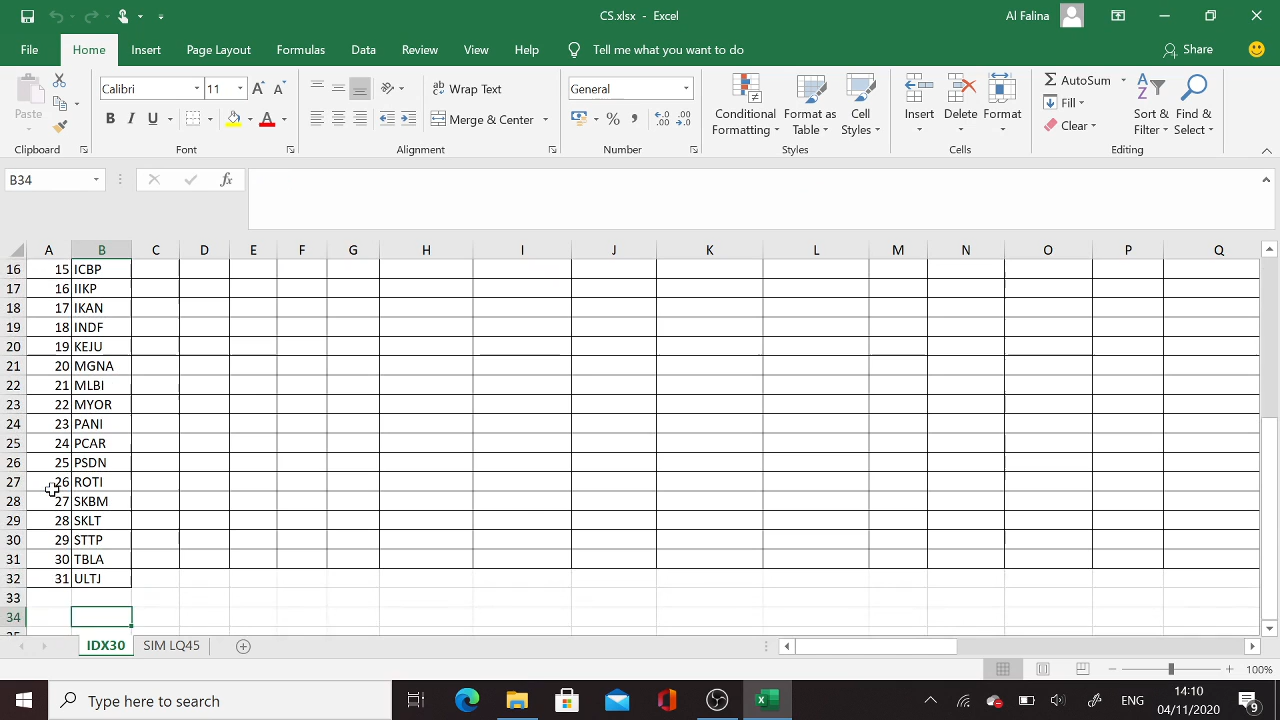 CS.xlsx - Excel
Al Falina
File Home Insert Page Layout Formulas Data Review View Help Tell me what you want to do Share
Paste
Clipboard
Calibri 11
B I U
Font
Wrap Text
Merge & Center
Alignment
General
Number
Conditional Formatting
Format as Table
Cell Styles
Styles
Insert
Delete
Format
Cells
AutoSum
Fill
Clear
Sort & Filter
Find & Select
Editing
B34
fx
A B C D E F G H I J K L M N O P Q
16 15 ICBP
17 16 IIKP
18 17 IKAN
19 18 INDF
20 19 KEJU
21 20 MGNA
22 21 MLBI
23 22 MYOR
24 23 PANI
25 24 PCAR
26 25 PSDN
27 26 ROTI
28 27 SKBM
29 28 SKLT
30 29 STTP
31 30 TBLA
32 31 ULTJ
33
34
35
IDX30 SIM LQ45
100%
Type here to search
ENG
14:10
04/11/2020
9